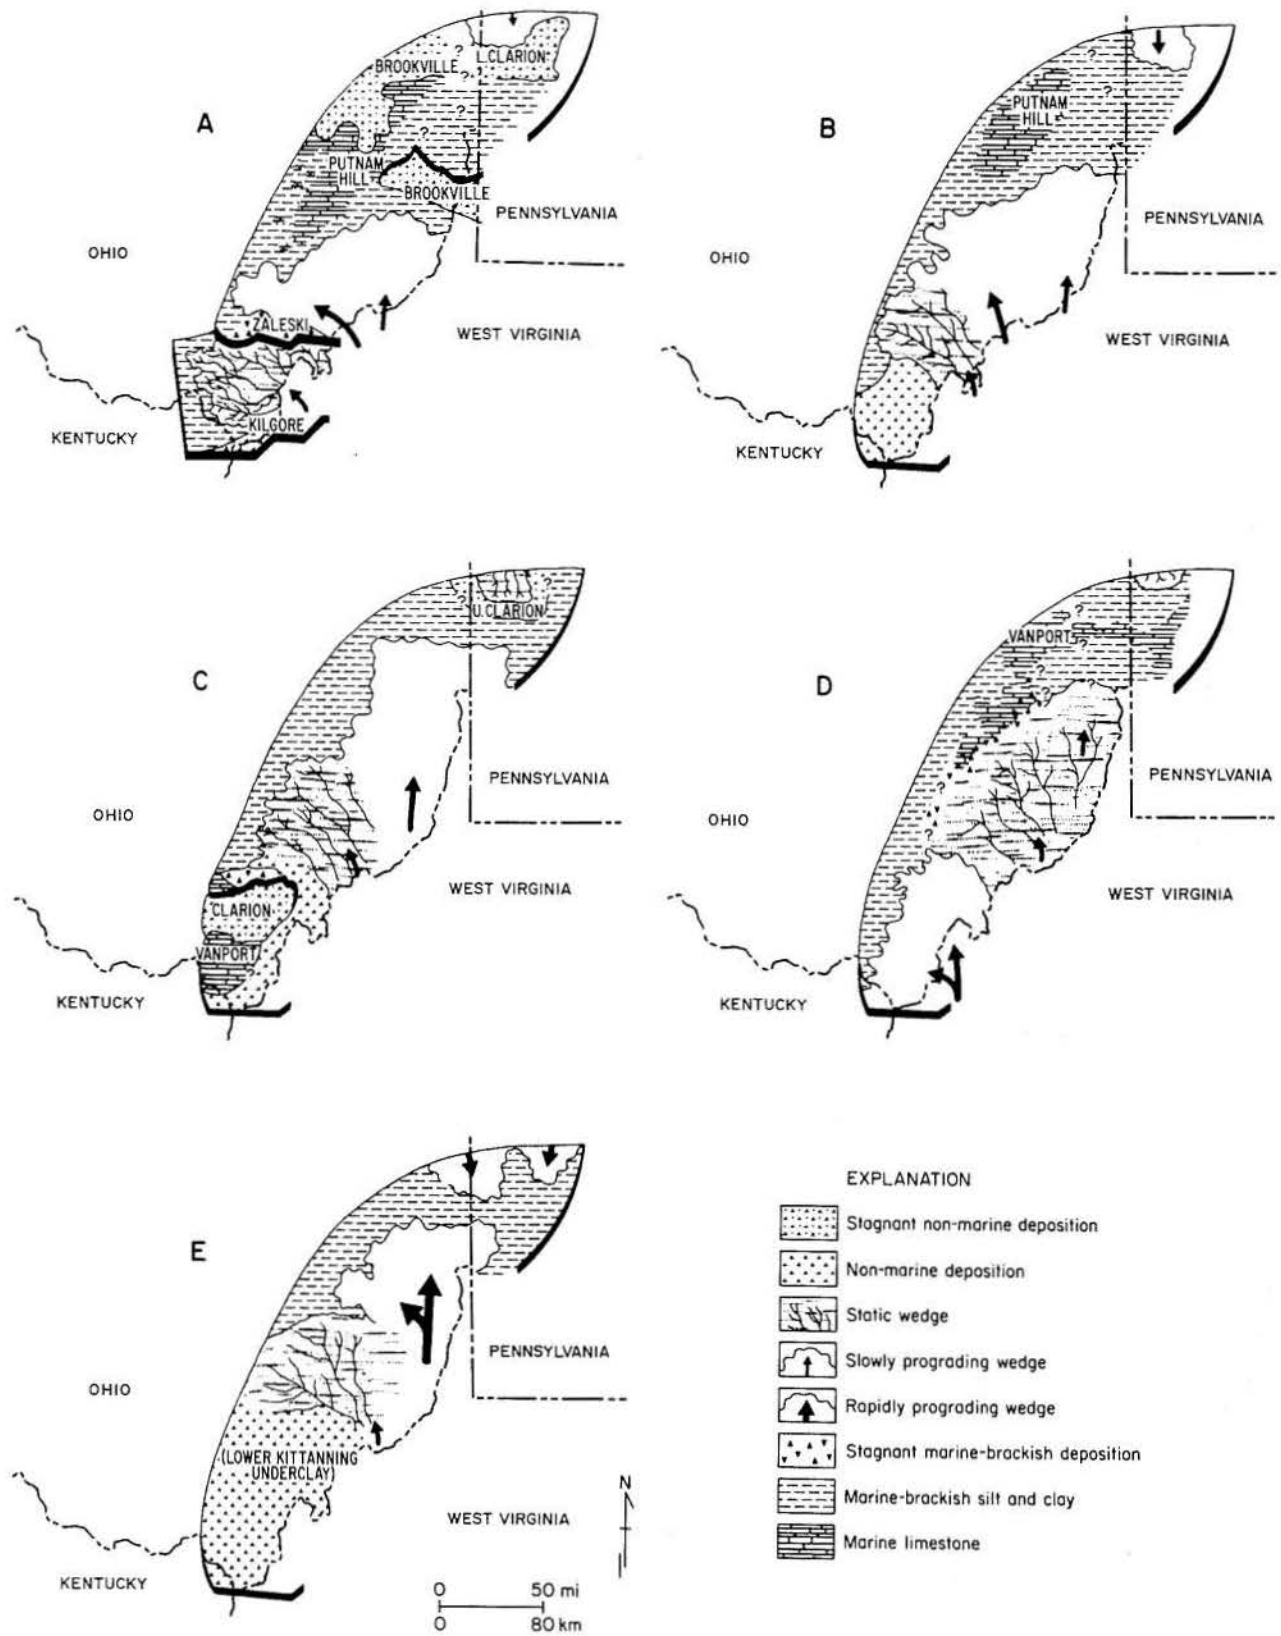 A
BROOKVILLE
?
L.CLARION
?
?
?
PUTNAM
HILL
BROOKVILLE
PENNSYLVANIA
OHIO
ZALESKI
WEST VIRGINIA
KILGORE
KENTUCKY
B
?
?
PUTNAM
HILL
PENNSYLVANIA
OHIO
WEST VIRGINIA
KENTUCKY
C
?
?
U.CLARION
PENNSYLVANIA
OHIO
WEST VIRGINIA
CLARION
VANPORT
KENTUCKY
D
?
VANPORT
?
?
?
?
?
?
PENNSYLVANIA
OHIO
WEST VIRGINIA
KENTUCKY
E
PENNSYLVANIA
OHIO
(LOWER KITTANNING
UNDERCLAY)
WEST VIRGINIA
KENTUCKY
N
0 50 mi
0 80 km
EXPLANATION
Stagnant non-marine deposition
Non-marine deposition
Static wedge
Slowly prograding wedge
Rapidly prograding wedge
Stagnant marine-brackish deposition
Marine-brackish silt and clay
Marine limestone